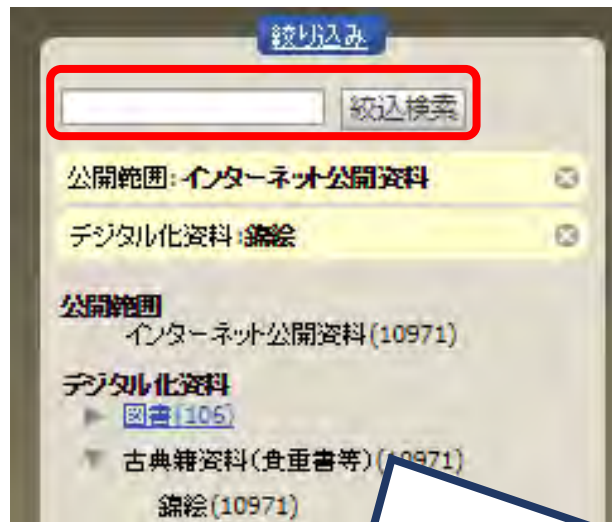 絞り込み
絞込検索
公開範囲:インターネット公開資料
デジタル化資料:錦絵
公開範囲
インターネット公開資料(10971)
デジタル化資料
図書(106)
古典籍資料(貴重書等)(10971)
錦絵(10971)